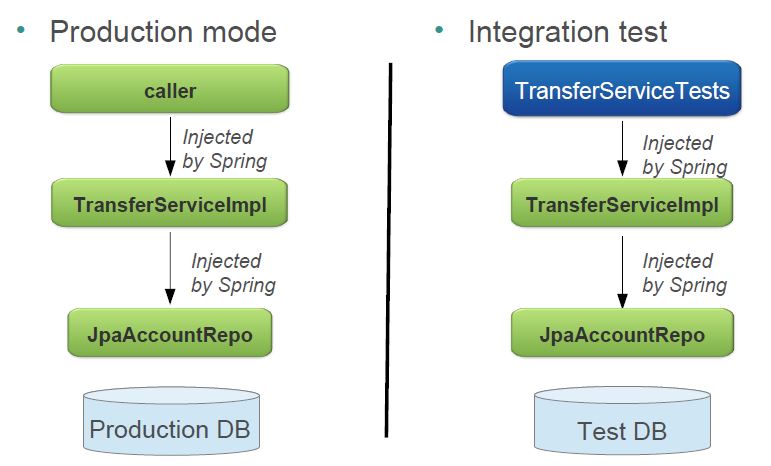 • Production mode
caller
Injected
by Spring
TransferServiceImpl
Injected
by Spring
JpaAccountRepo
Production DB
• Integration test
TransferServiceTests
Injected
by Spring
TransferServiceImpl
Injected
by Spring
JpaAccountRepo
Test DB